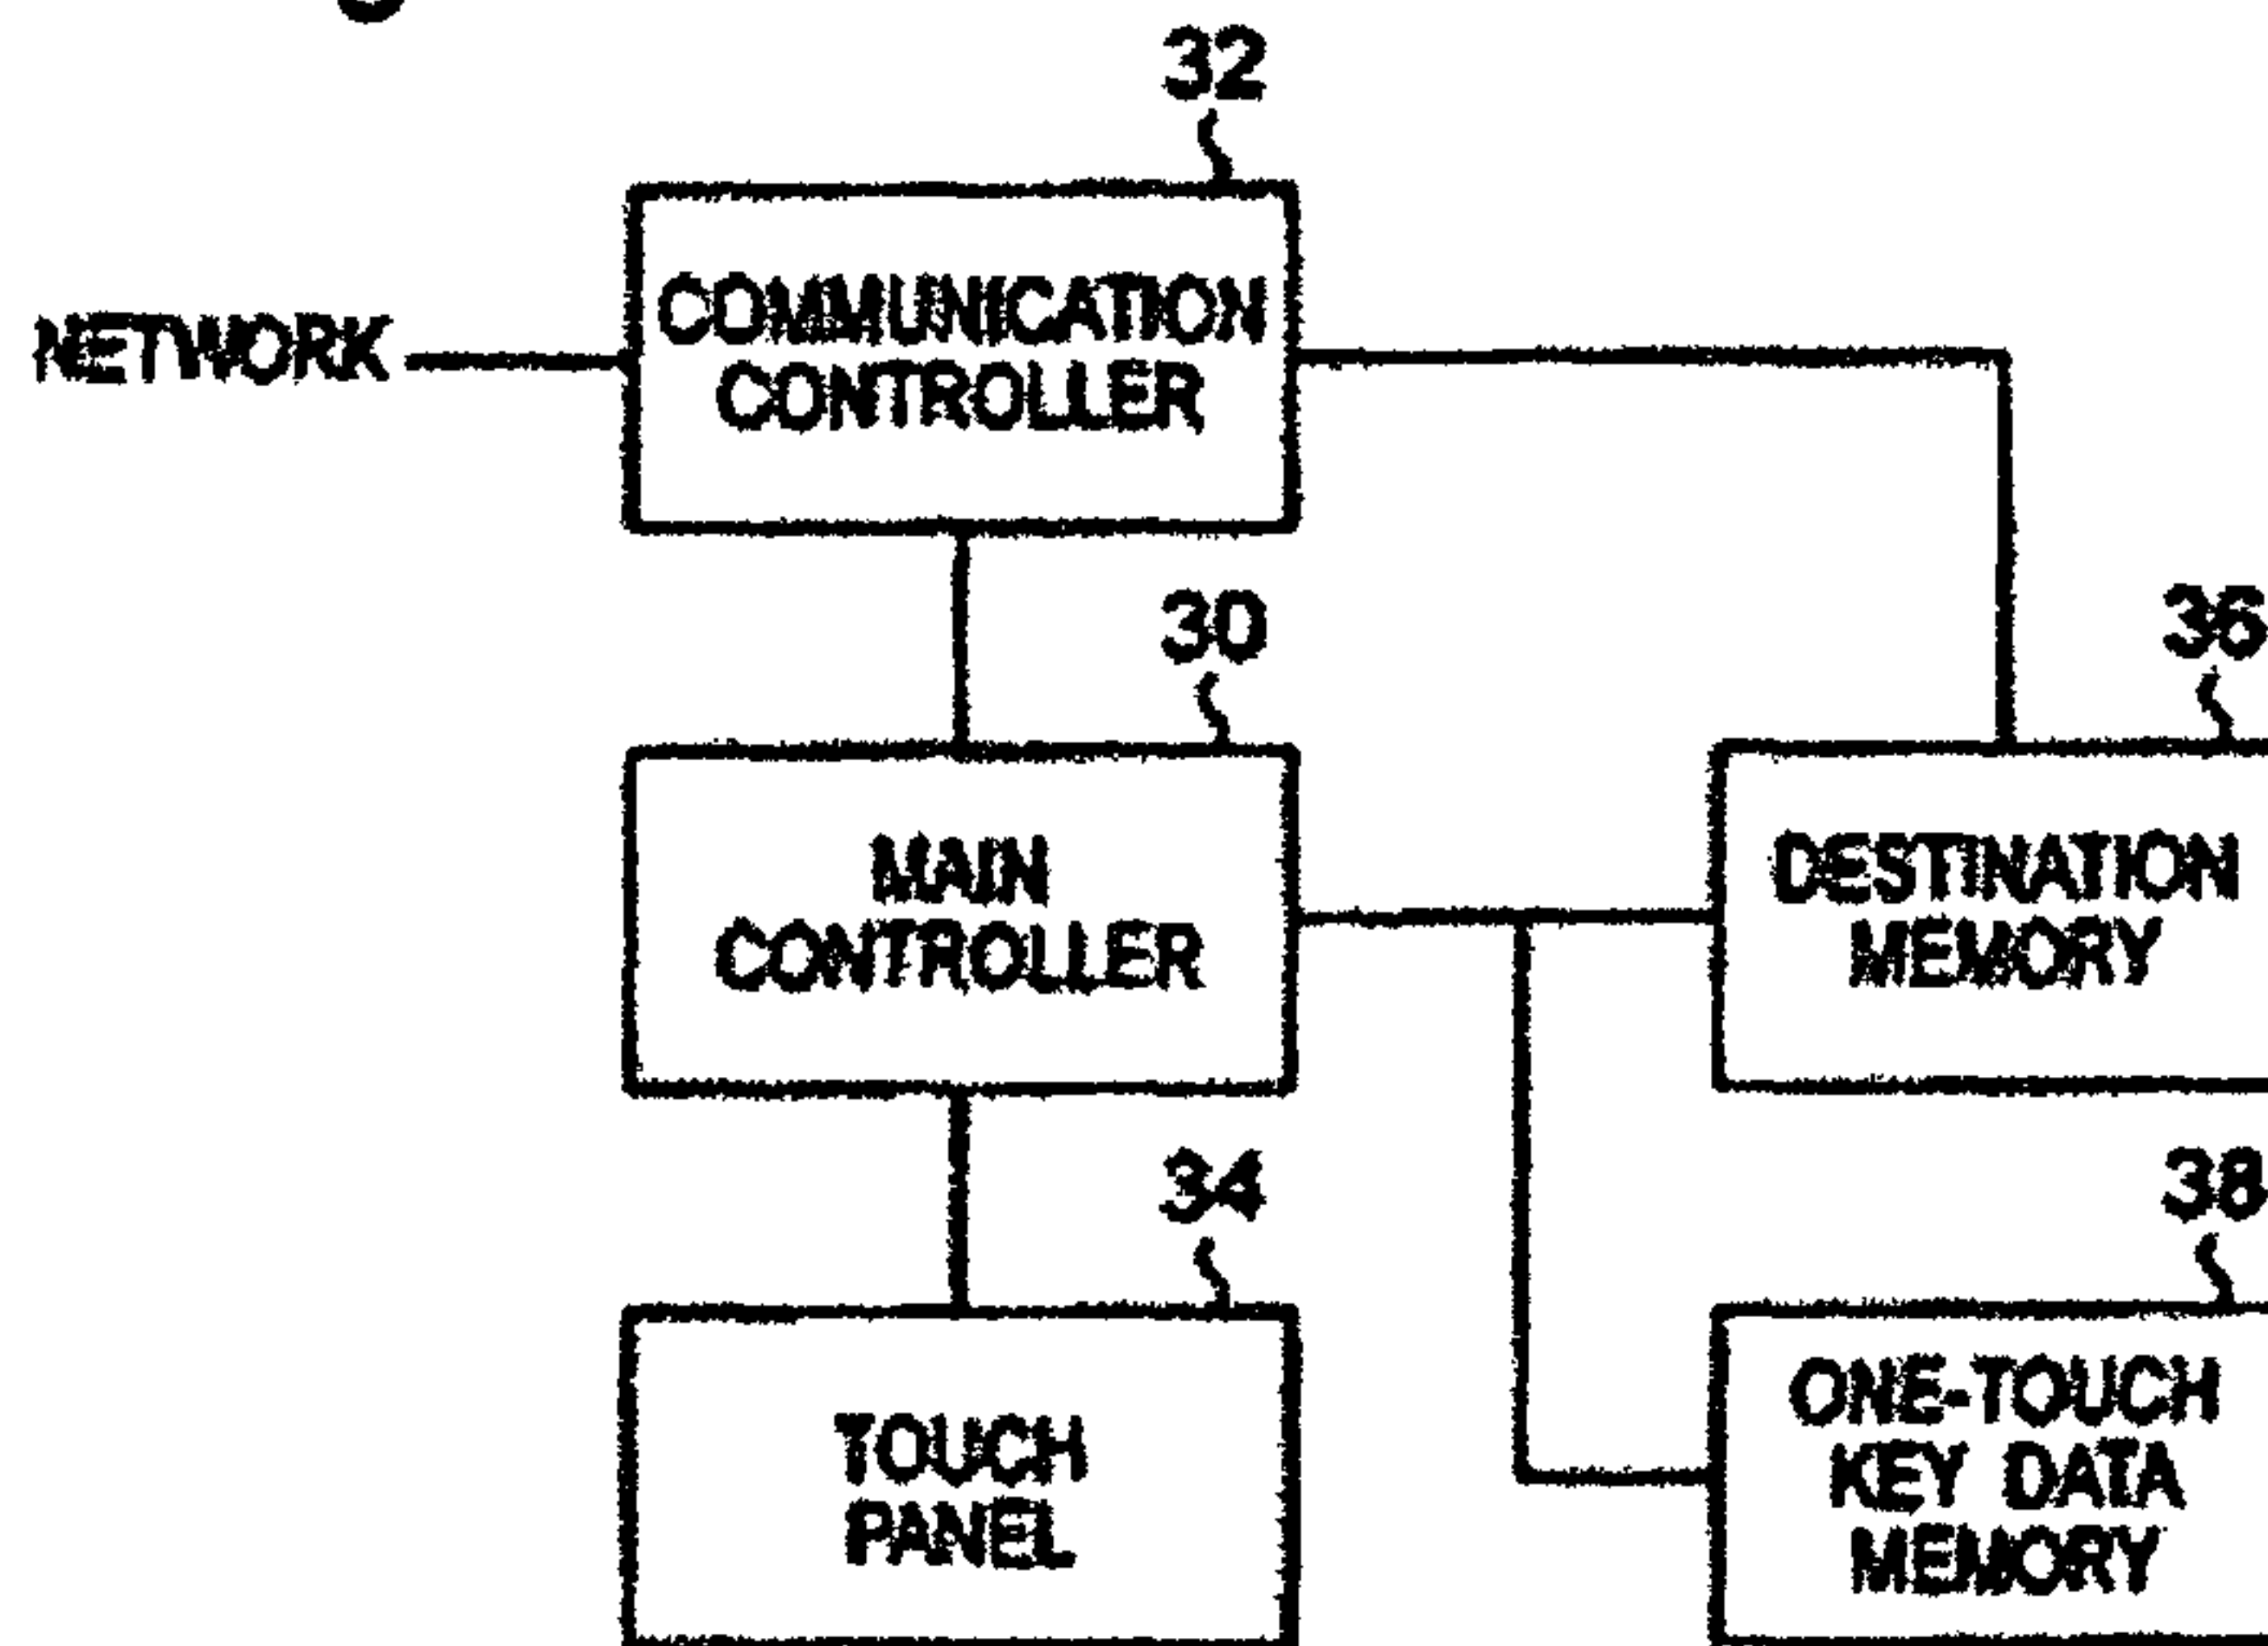 32
NETWORK
COMMUNICATION
CONTROLLER
30
36
MAIN
CONTROLLER
DESTINATION
MEMORY
34
38
TOUCH
PANEL
ONE-TOUCH
KEY DATA
MEMORY